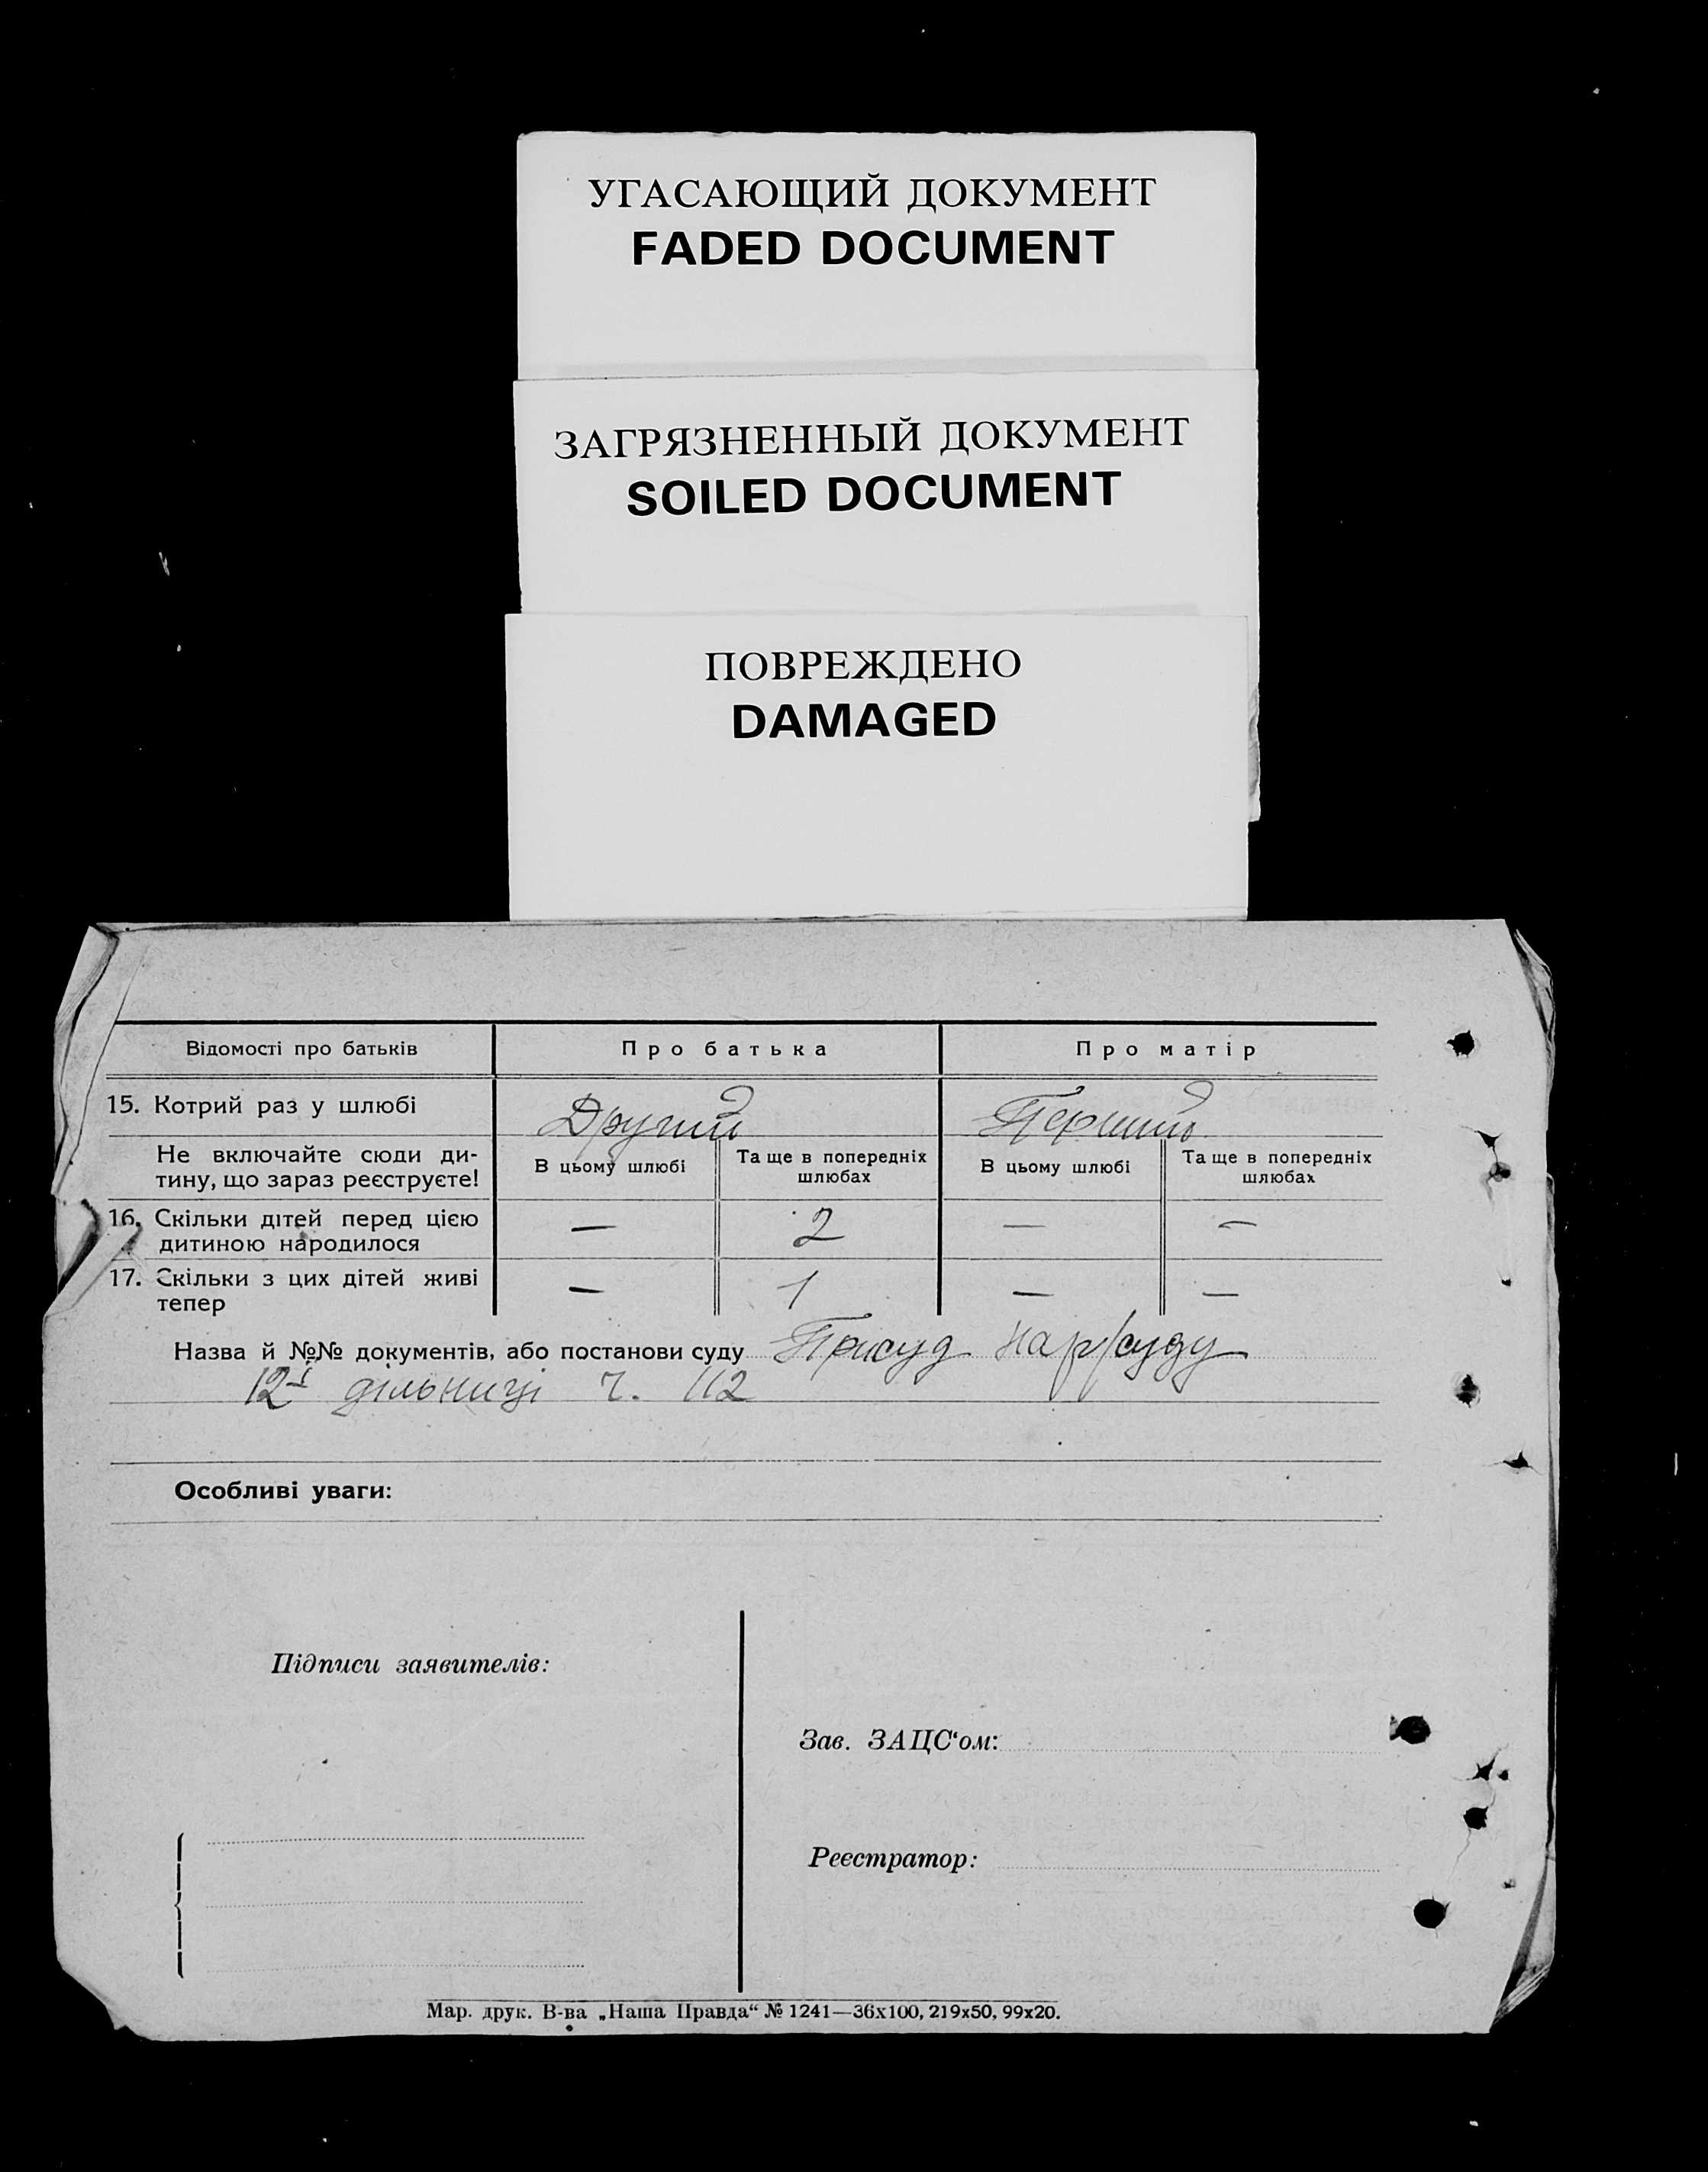 УГАСАЮЩИЙ ДОКУМЕНТ
FADED DOCUMENT
ЗАГРЯЗНЕННЫЙ ДОКУМЕНТ
SOILED DOCUMENT
ПОВРЕЖДЕНО
DAMAGED
Відомості про батьків Про батька Про матір
15. Котрий раз у шлюбі Другий Перший
Не включайте сюди ди-
тину, що зараз реєструєте!
В цьому шлюбі Та ще в попередніх
шлюбах
В цьому шлюбі Та ще в попередніх
шлюбах
16. Скільки дітей перед цією
дитиною народилося — 2 — —
17. Скільки з цих дітей живі
тепер — 1 — —
Назва й №№ документів, або постанови суду Присуд нар/суду
12ї дільниці ч. 112
Особливі уваги:
Підписи заявителів:
Зав. ЗАЦС‘ом:
Реєстратор:
Мар. друк. В-ва „Наша Правда“ № 1241—36х100, 219х50, 99х20.